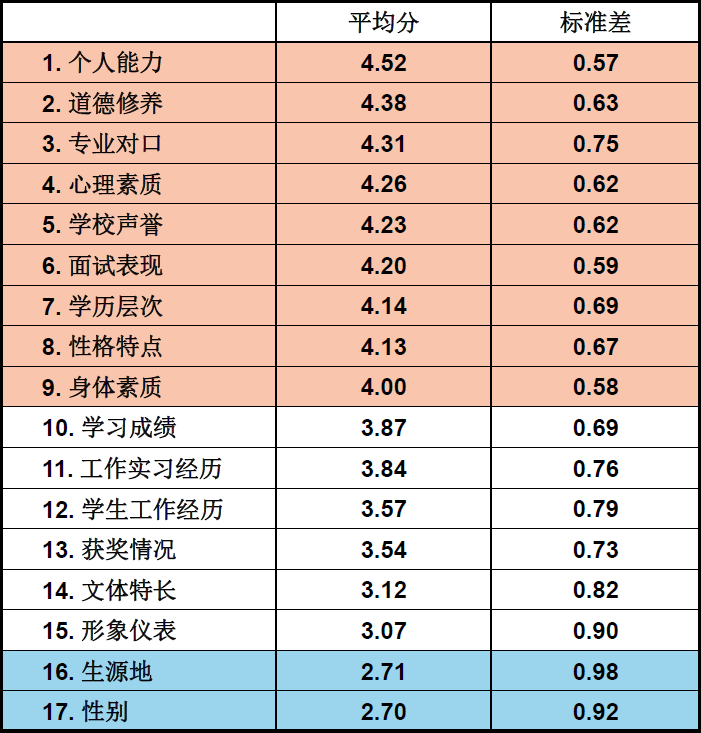 平均分 标准差
1. 个人能力 4.52 0.57
2. 道德修养 4.38 0.63
3. 专业对口 4.31 0.75
4. 心理素质 4.26 0.62
5. 学校声誉 4.23 0.62
6. 面试表现 4.20 0.59
7. 学历层次 4.14 0.69
8. 性格特点 4.13 0.67
9. 身体素质 4.00 0.58
10. 学习成绩 3.87 0.69
11. 工作实习经历 3.84 0.76
12. 学生工作经历 3.57 0.79
13. 获奖情况 3.54 0.73
14. 文体特长 3.12 0.82
15. 形象仪表 3.07 0.90
16. 生源地 2.71 0.98
17. 性别 2.70 0.92